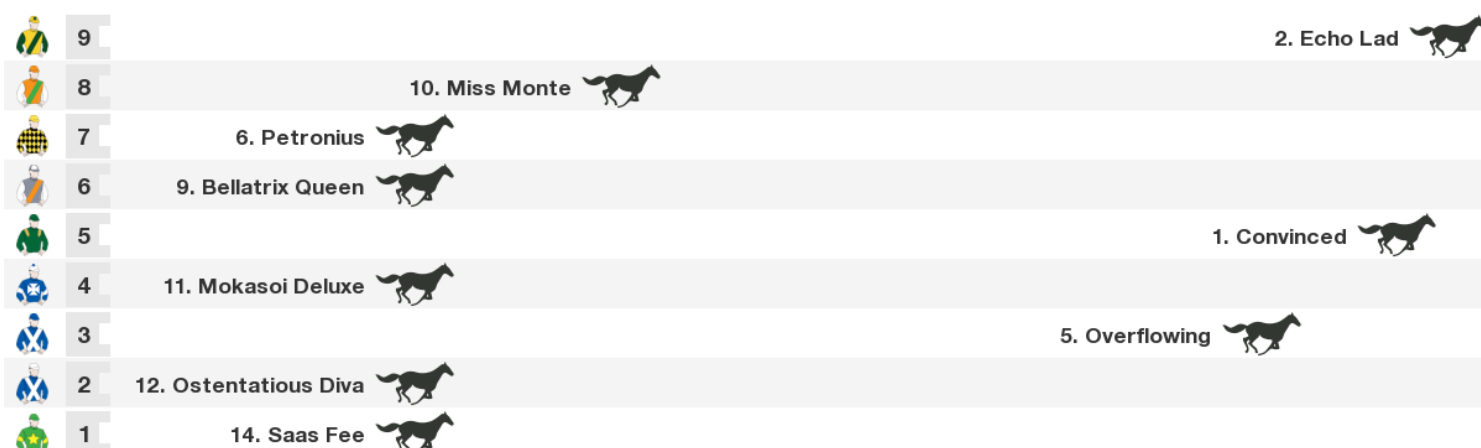 9 2. Echo Lad
8 10. Miss Monte
7 6. Petronius
6 9. Bellatrix Queen
5 1. Convinced
4 11. Mokasoi Deluxe
3 5. Overflowing
2 12. Ostentatious Diva
1 14. Saas Fee